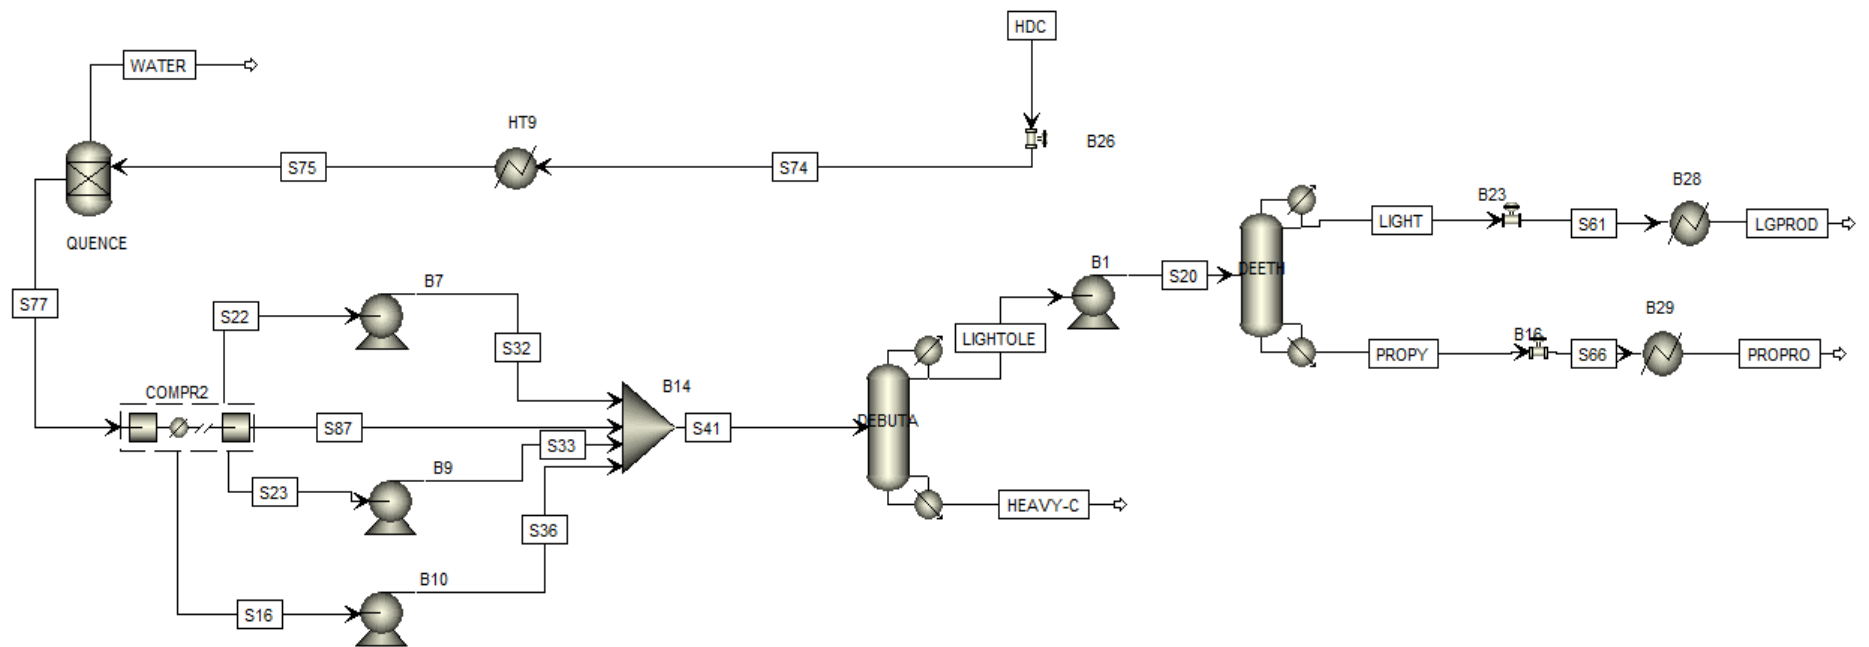 HDC
WATER
HT9
B26
S75
S74
QUENCE
B23
B28
LIGHT
S61
LGPROD
B7
B1
S20
DEETH
S77
S22
S32
LIGHTOLE
B29
B16
PROPY
S66
PROPRO
COMPR2
B14
S87
S41
DEBUTA
S33
B9
S23
HEAVY-C
S36
B10
S16